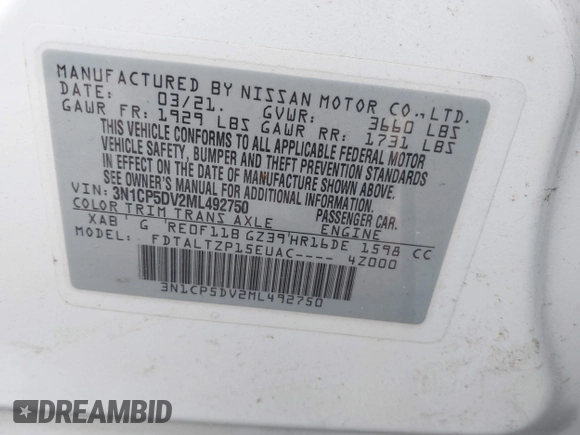 MANUFACTURED BY NISSAN MOTOR CO.,LTD.
DATE: 03/21. GVWR: 3660 LBS
GAWR FR: 1929 LBS GAWR RR: 1731 LBS
THIS VEHICLE CONFORMS TO ALL APPLICABLE FEDERAL MOTOR
VEHICLE SAFETY, BUMPER AND THEFT PREVENTION STANDARDS
IN EFFECT ON THE DATE OF MANUFACTURE SHOWN ABOVE.
SEE OWNER'S MANUAL FOR ADDITIONAL INFORMATION.
VIN: 3N1CP5DV2ML492750 PASSENGER CAR.
COLOR TRIM TRANS AXLE ENGINE
XAB G RE0F11B GZ39 HR16DE 1598 CC
MODEL: FDTALTZP15EUAC---- 4Z000
3N1CP5DV2ML492750
DREAMBID